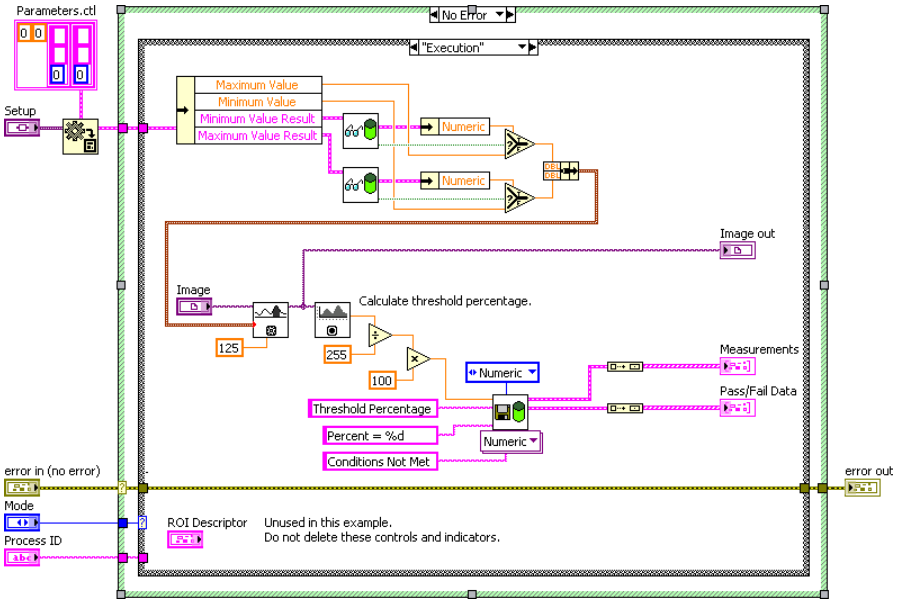 Parameters.ctl
No Error
0 0
0 0
"Execution"
Setup
Maximum Value
Minimum Value
Minimum Value Result
Maximum Value Result
Numeric
?
T
F
DBL
DBL
Numeric
?
T
F
Image out
Image
Calculate threshold percentage.
125
255
100
Numeric
Measurements
Threshold Percentage
Pass/Fail Data
Percent = %d
Numeric
Conditions Not Met
error in (no error)
?
error out
Mode
?
ROI Descriptor
Unused in this example.
Do not delete these controls and indicators.
Process ID
abc